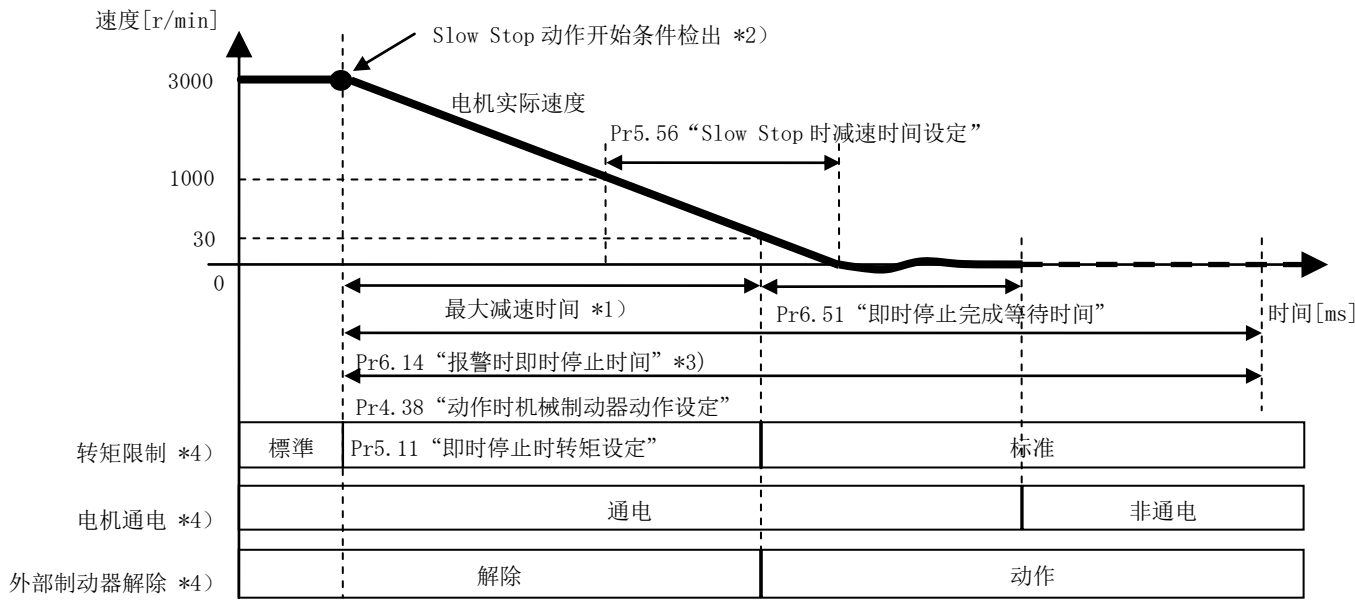 速度[r/min]
Slow Stop 动作开始条件检出 *2)
3000
电机实际速度
Pr5.56“Slow Stop 时减速时间设定”
1000
30
0
最大减速时间 *1)
Pr6.51“即时停止完成等待时间”
时间[ms]
Pr6.14“报警时即时停止时间”*3)
Pr4.38“动作时机械制动器动作设定”
转矩限制 *4)
標準
Pr5.11“即时停止时转矩设定”
标准
电机通电 *4)
通电
非通电
外部制动器解除 *4)
解除
动作